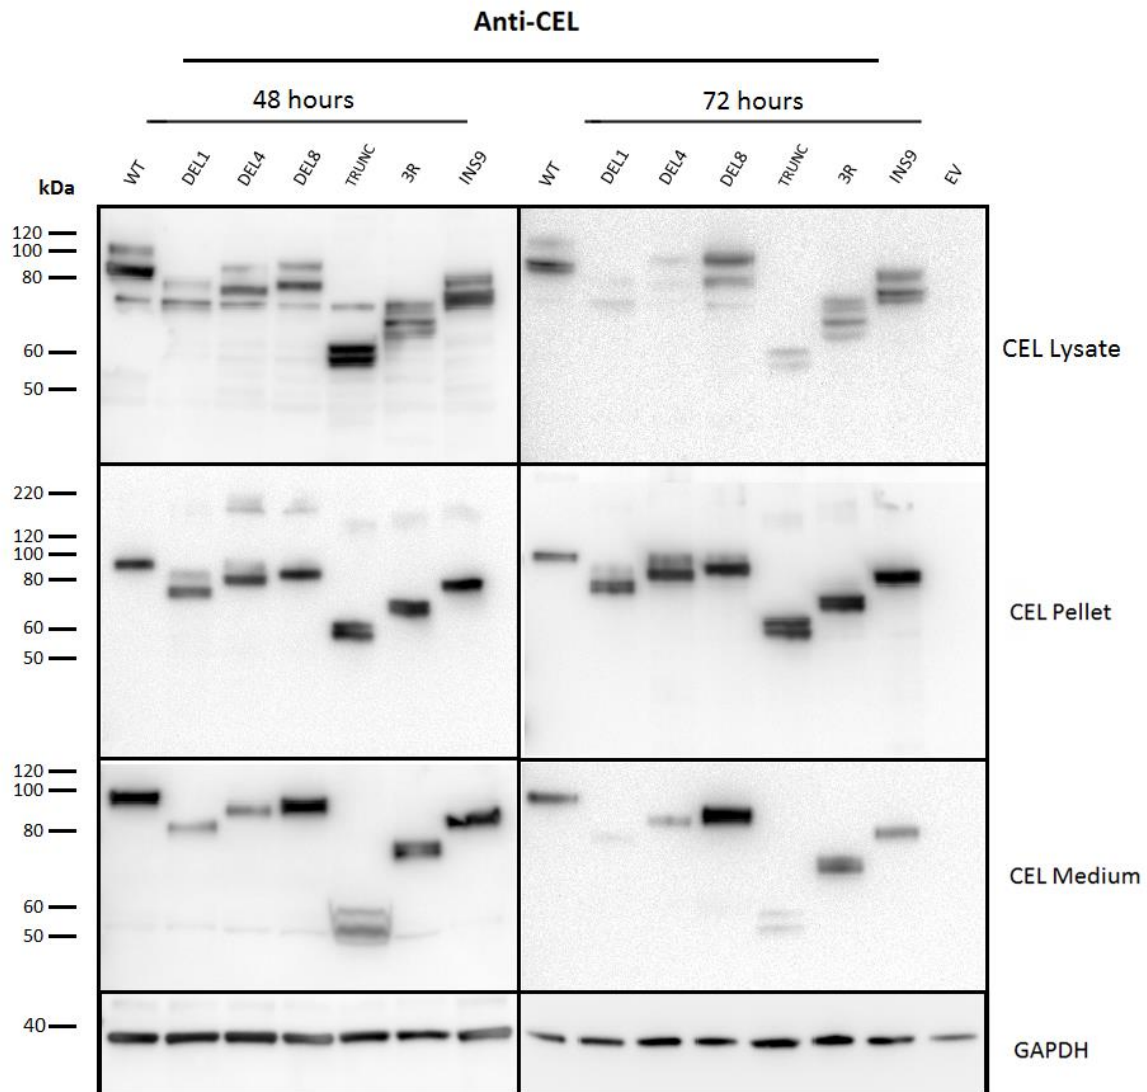 Anti-CEL
48 hours 72 hours
WT DEL1 DEL4 DEL8 TRUNC 3R INS9 WT DEL1 DEL4 DEL8 TRUNC 3R INS9 EV
kDa
120
100
80
60
50
CEL Lysate
220
120
100
80
60
50
CEL Pellet
120
100
80
60
50
CEL Medium
40
GAPDH